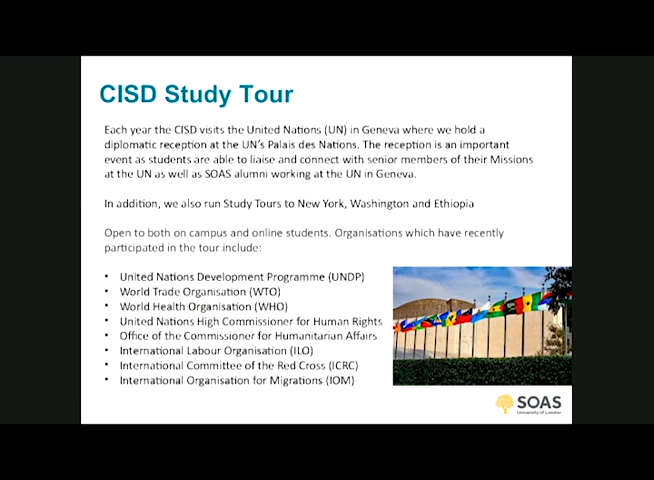 CISD Study Tour
Each year the CISD visits the United Nations (UN) in Geneva where we hold a
diplomatic reception at the UN's Palais des Nations. The reception is an important
event as students are able to liaise and connect with senior members of their Missions
at the UN as well as SOAS alumni working at the UN in Geneva.
In addition, we also run Study Tours to New York, Washington and Ethiopia
Open to both on campus and online students. Organisations which have recently
participated in the tour include:
• United Nations Development Programme (UNDP)
• World Trade Organisation (WTO)
• World Health Organisation (WHO)
• United Nations High Commissioner for Human Rights
• Office of the Commissioner for Humanitarian Affairs
• International Labour Organisation (ILO)
• International Committee of the Red Cross (ICRC)
• International Organisation for Migrations (IOM)
SOAS
University of London